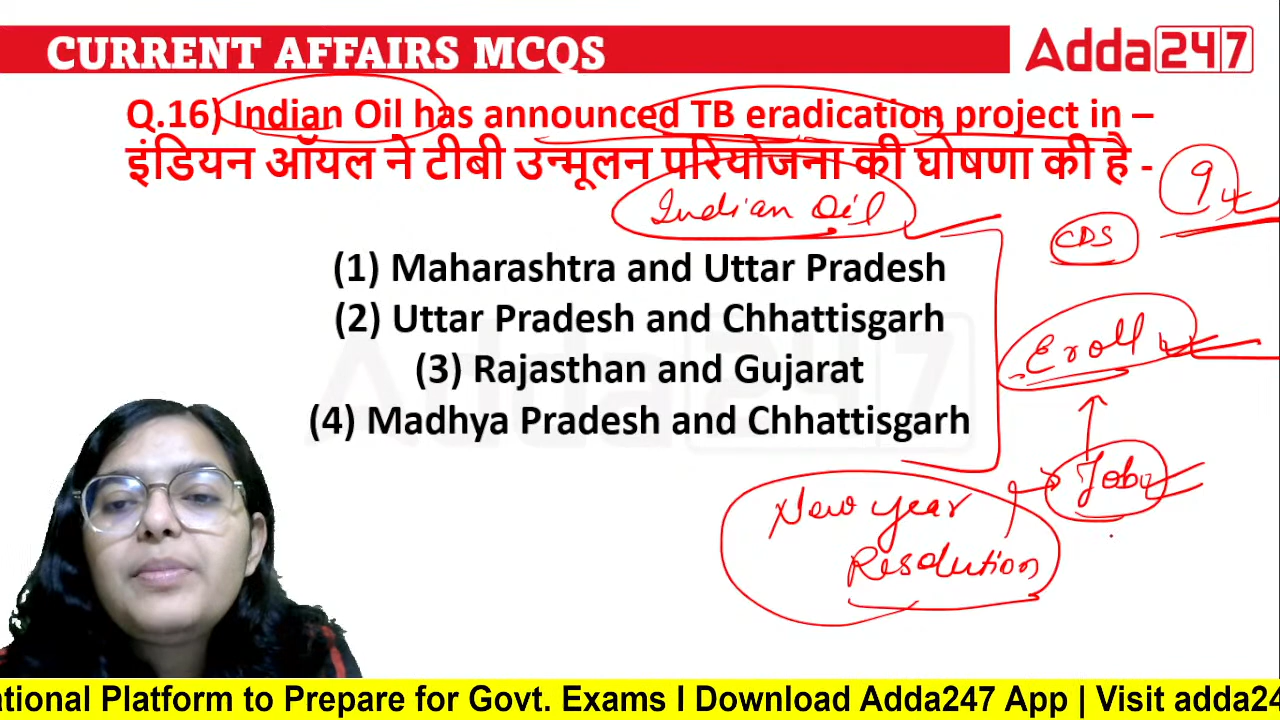 CURRENT AFFAIRS MCQS
Adda247
Q.16) Indian Oil has announced TB eradication project in –
इंडियन ऑयल ने टीबी उन्मूलन परियोजना की घोषणा की है -
Indian Oil
9
CDS
(1) Maharashtra and Uttar Pradesh
(2) Uttar Pradesh and Chhattisgarh
Eroll
(3) Rajasthan and Gujarat
(4) Madhya Pradesh and Chhattisgarh
New year
Resolution
ational Platform to Prepare for Govt. Exams I Download Adda247 App | Visit adda24